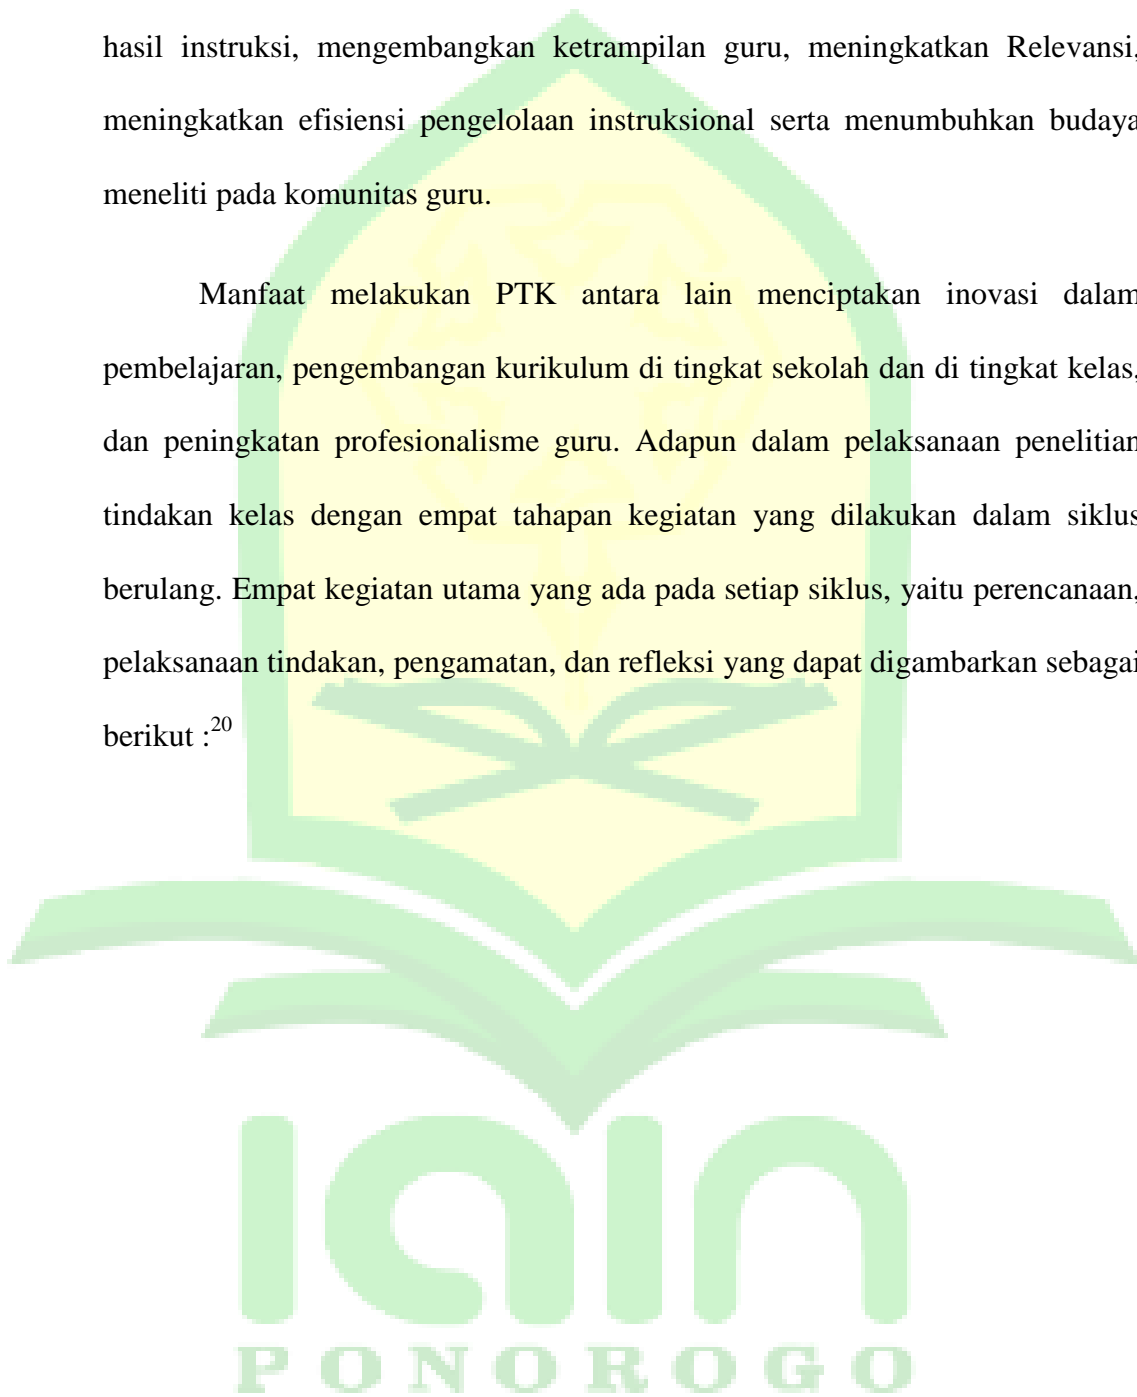 hasil instruksi, mengembangkan ketrampilan guru, meningkatkan Relevansi,
meningkatkan efisiensi pengelolaan instruksional serta menumbuhkan budaya
meneliti pada komunitas guru.
Manfaat melakukan PTK antara lain menciptakan inovasi dalam
pembelajaran, pengembangan kurikulum di tingkat sekolah dan di tingkat kelas,
dan peningkatan profesionalisme guru. Adapun dalam pelaksanaan penelitian
tindakan kelas dengan empat tahapan kegiatan yang dilakukan dalam siklus
berulang. Empat kegiatan utama yang ada pada setiap siklus, yaitu perencanaan,
pelaksanaan tindakan, pengamatan, dan refleksi yang dapat digambarkan sebagai
berikut :20
iain
PONOROGO